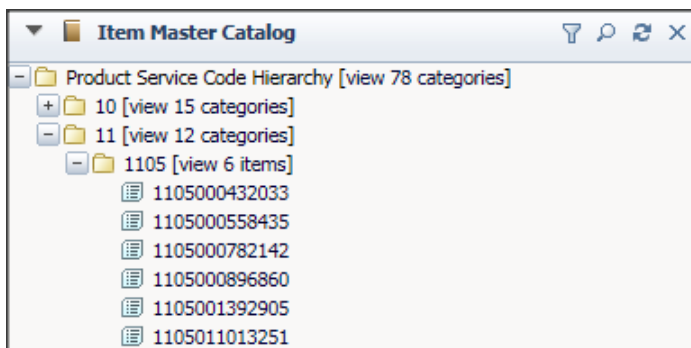 Item Master Catalog
Product Service Code Hierarchy [view 78 categories]
10 [view 15 categories]
11 [view 12 categories]
1105 [view 6 items]
1105000432033
1105000558435
1105000782142
1105000896860
1105001392905
1105011013251